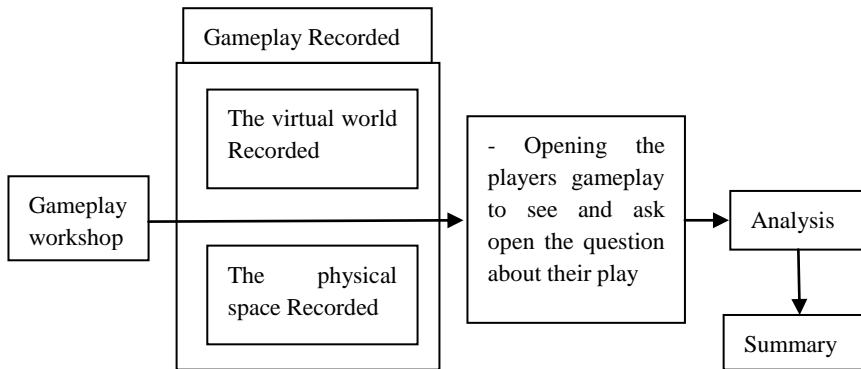 Gameplay Recorded
The virtual world
Recorded
Gameplay
workshop
The physical
space Recorded
- Opening the
players gameplay
to see and ask
open the question
about their play
Analysis
Summary